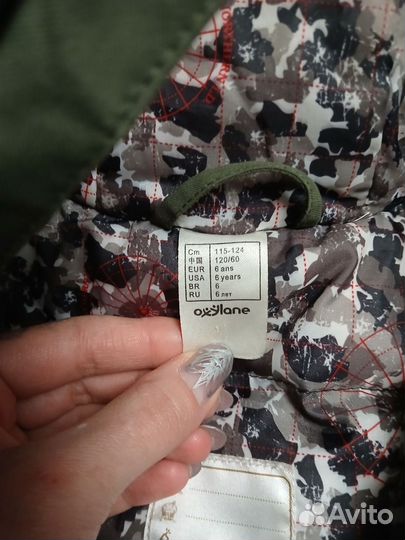 Cm 115-124
中国 120/60
EUR 6 ans
USA 6 years
BR 6
RU 6 лет
oxylane
Avito